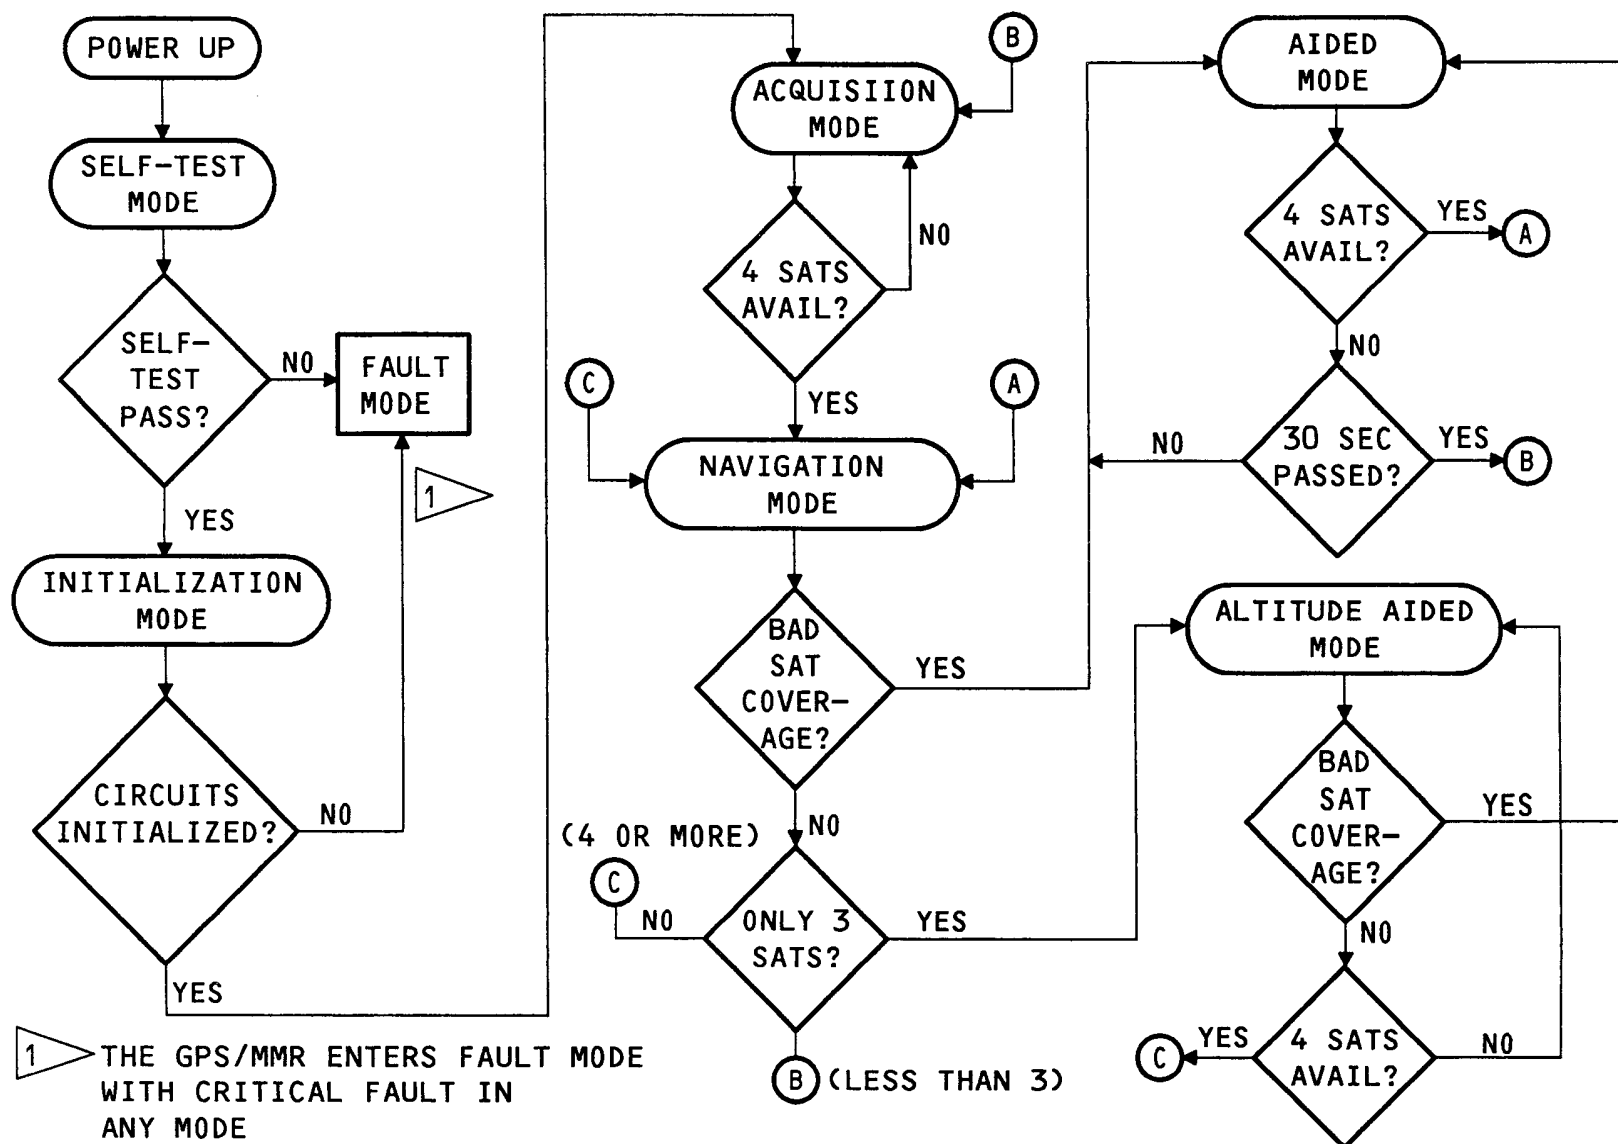 POWER UP
SELF-TEST
MODE
SELF-
TEST
PASS?
NO
FAULT
MODE
1
YES
INITIALIZATION
MODE
CIRCUITS
INITIALIZED?
NO
YES
1
THE GPS/MMR ENTERS FAULT MODE
WITH CRITICAL FAULT IN
ANY MODE
B
ACQUISIION
MODE
4 SATS
AVAIL?
NO
YES
C
A
NAVIGATION
MODE
BAD
SAT
COVER-
AGE?
YES
NO
(4 OR MORE)
C
NO
ONLY 3
SATS?
YES
B
(LESS THAN 3)
AIDED
MODE
4 SATS
AVAIL?
YES
A
NO
30 SEC
PASSED?
NO
YES
B
ALTITUDE AIDED
MODE
BAD
SAT
COVER-
AGE?
YES
NO
4 SATS
AVAIL?
YES
C
NO